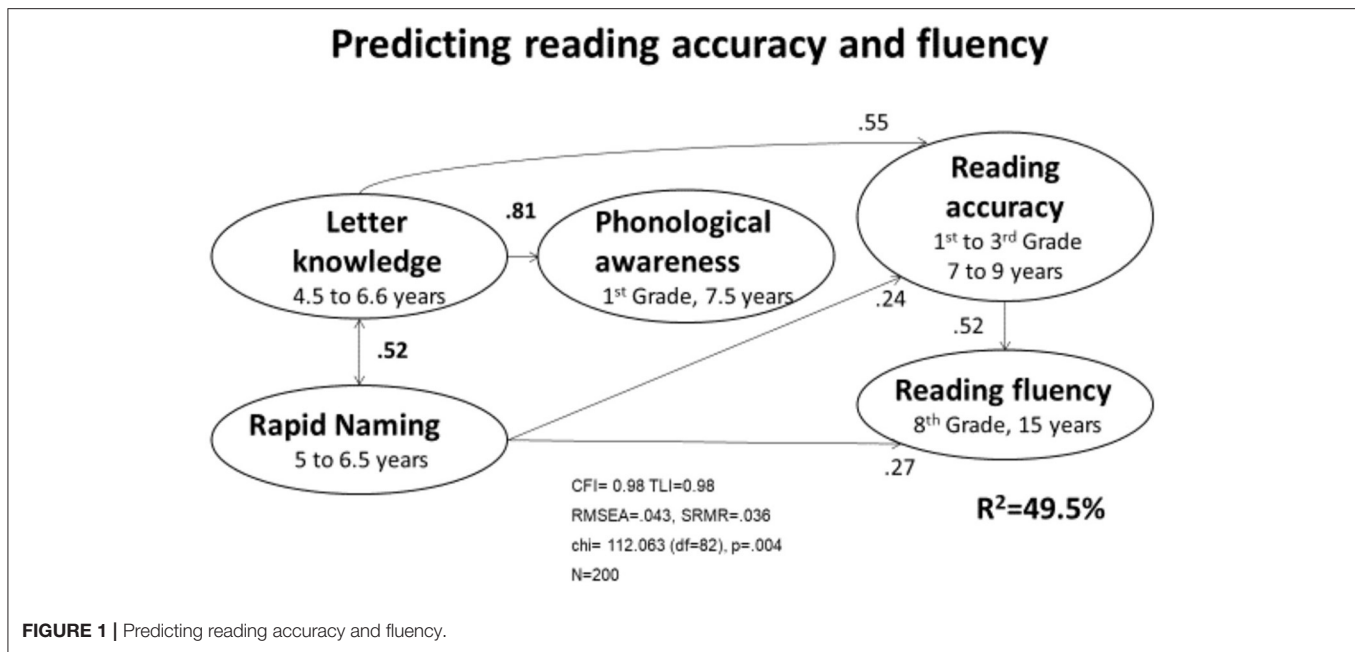 Predicting reading accuracy and fluency
.55
Reading
accuracy
1st to 3rd Grade
7 to 9 years
Letter
knowledge
4.5 to 6.6 years
.81
Phonological
awareness
1st Grade, 7.5 years
.24
.52
.52
Rapid Naming
5 to 6.5 years
Reading fluency
8th Grade, 15 years
.27
CFI= 0.98 TLI=0.98
RMSEA=.043, SRMR=.036
chi= 112.063 (df=82), p=.004
N=200
R²=49.5%
FIGURE 1 | Predicting reading accuracy and fluency.